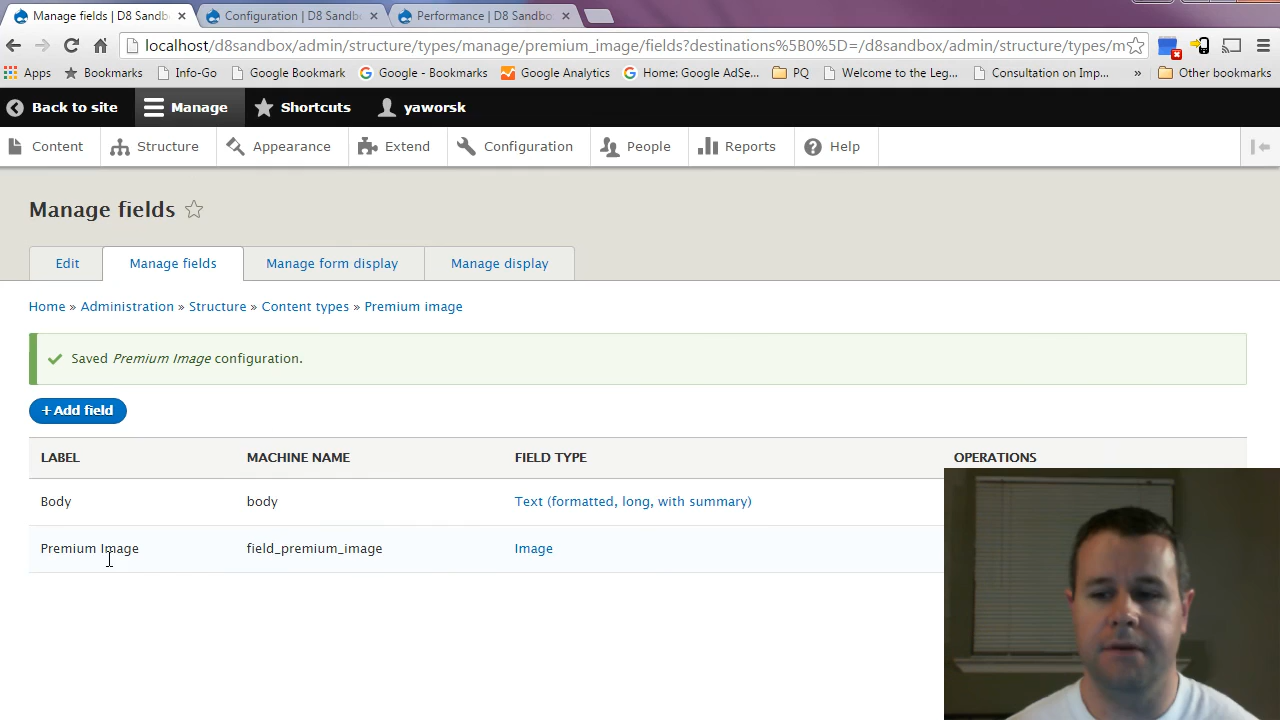 Manage fields | D8 Sandb
Configuration | D8 Sandb
Performance | D8 Sandbo
localhost/d8sandbox/admin/structure/types/manage/premium_image/fields?destinations%5B0%5D=/d8sandbox/admin/structure/types/m
Apps Bookmarks Info-Go Google Bookmark Google - Bookmarks Google Analytics Home: Google AdSe... PQ Welcome to the Leg... Consultation on Imp... » Other bookmarks
Back to site Manage Shortcuts yaworsk
Content Structure Appearance Extend Configuration People Reports Help
Manage fields
Edit Manage fields Manage form display Manage display
Home » Administration » Structure » Content types » Premium image
Saved Premium Image configuration.
+ Add field
LABEL MACHINE NAME FIELD TYPE OPERATIONS
Body body Text (formatted, long, with summary)
Premium Image field_premium_image Image